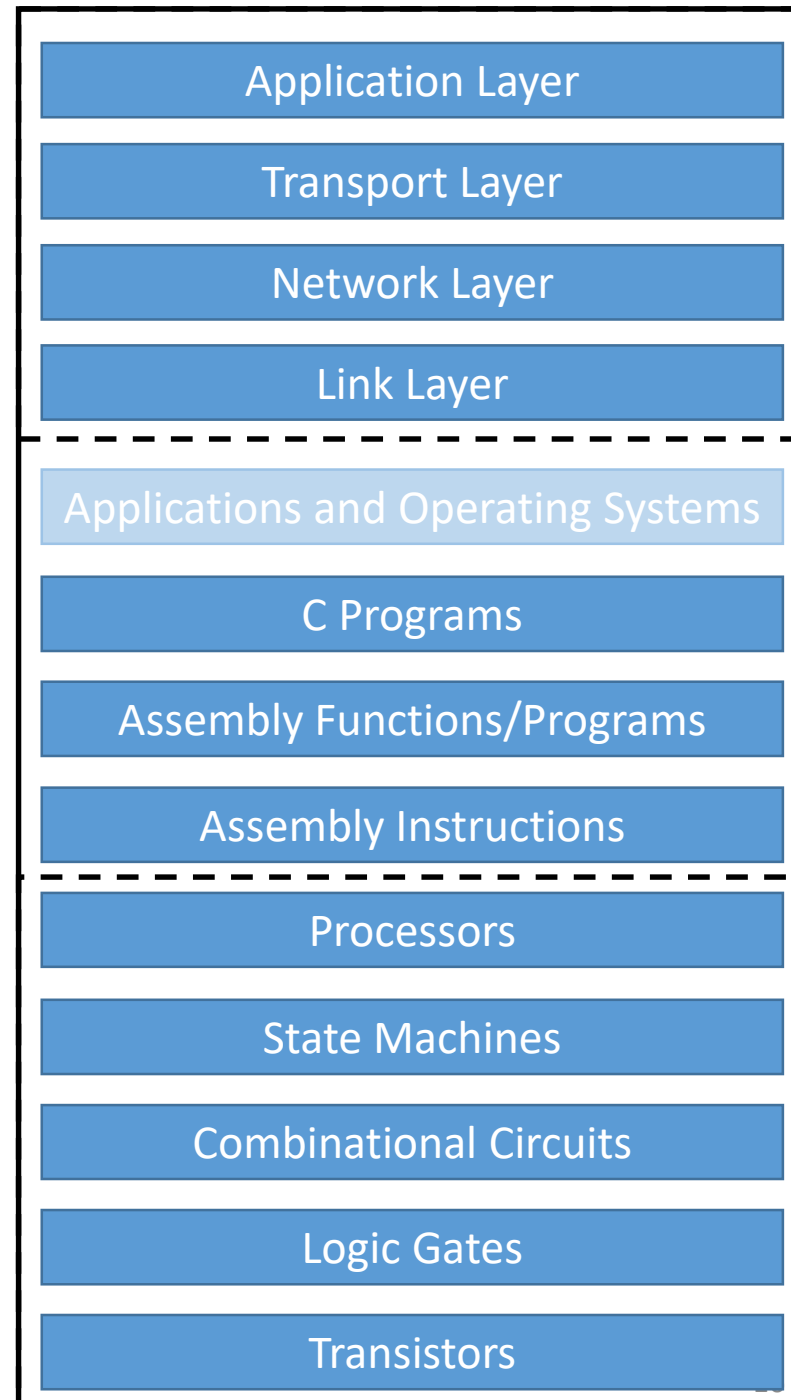 Application Layer
Transport Layer
Network Layer
Link Layer
Applications and Operating Systems
C Programs
Assembly Functions/Programs
Assembly Instructions
Processors
State Machines
Combinational Circuits
Logic Gates
Transistors